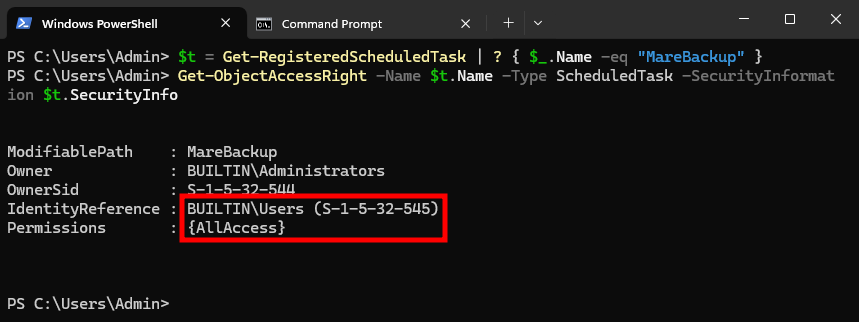 Windows PowerShell
Command Prompt
PS C:\Users\Admin> $t = Get-RegisteredScheduledTask | ? { $_.Name -eq "MareBackup" }
PS C:\Users\Admin> Get-ObjectAccessRight -Name $t.Name -Type ScheduledTask -SecurityInformat
ion $t.SecurityInfo
ModifiablePath : MareBackup
Owner : BUILTIN\Administrators
OwnerSid : S-1-5-32-544
IdentityReference : BUILTIN\Users (S-1-5-32-545)
Permissions : {AllAccess}
PS C:\Users\Admin>